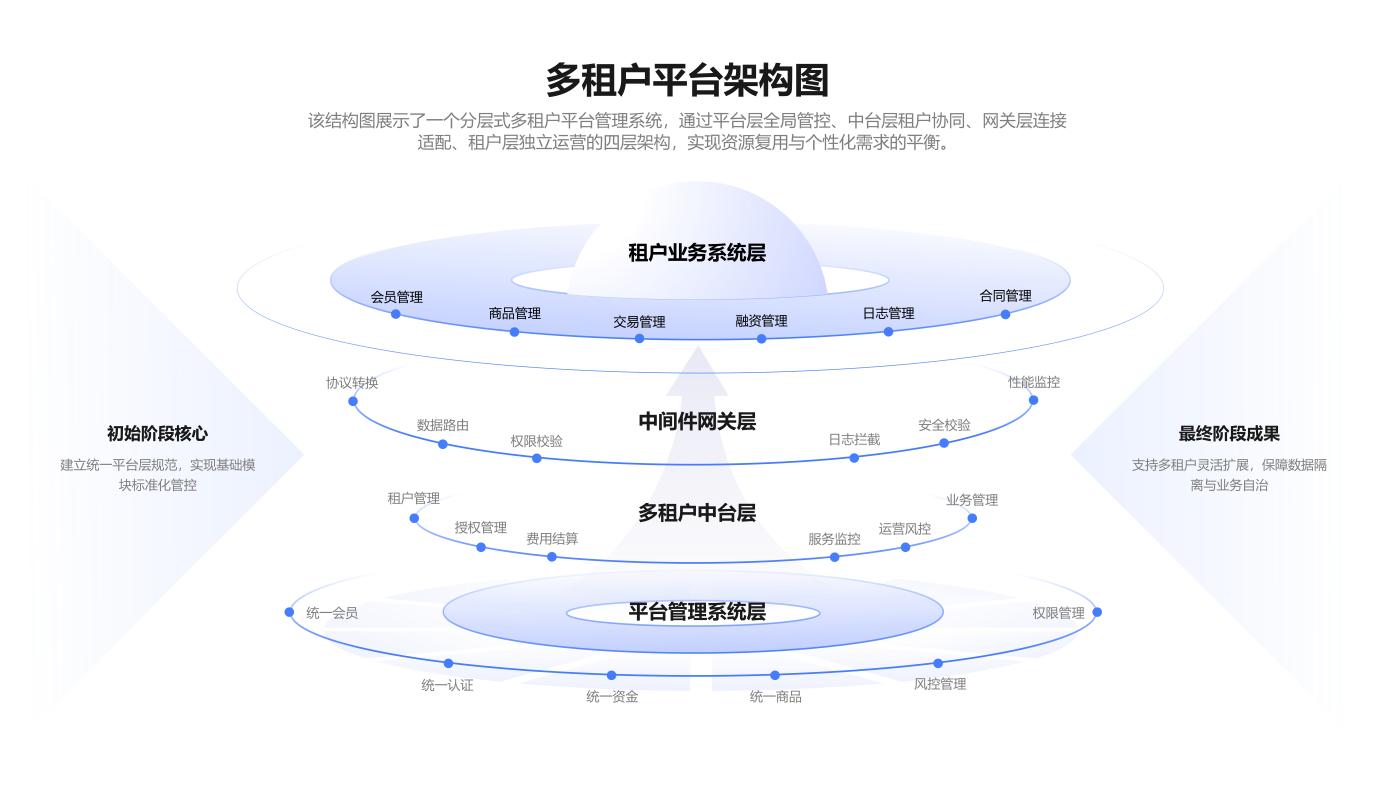 多租户平台架构图
该结构图展示了一个分层式多租户平台管理系统，通过平台层全局管控、中台层租户协同、网关层连接
适配、租户层独立运营的四层架构，实现资源复用与个性化需求的平衡。
租户业务系统层
会员管理
商品管理
交易管理
融资管理
日志管理
合同管理
中间件网关层
协议转换
数据路由
权限校验
日志拦截
安全校验
性能监控
初始阶段核心
建立统一平台层规范，实现基础模
块标准化管控
最终阶段成果
支持多租户灵活扩展，保障数据隔
离与业务自治
多租户中台层
租户管理
授权管理
费用结算
服务监控
运营风控
业务管理
平台管理系统层
统一会员
统一认证
统一资金
统一商品
风控管理
权限管理